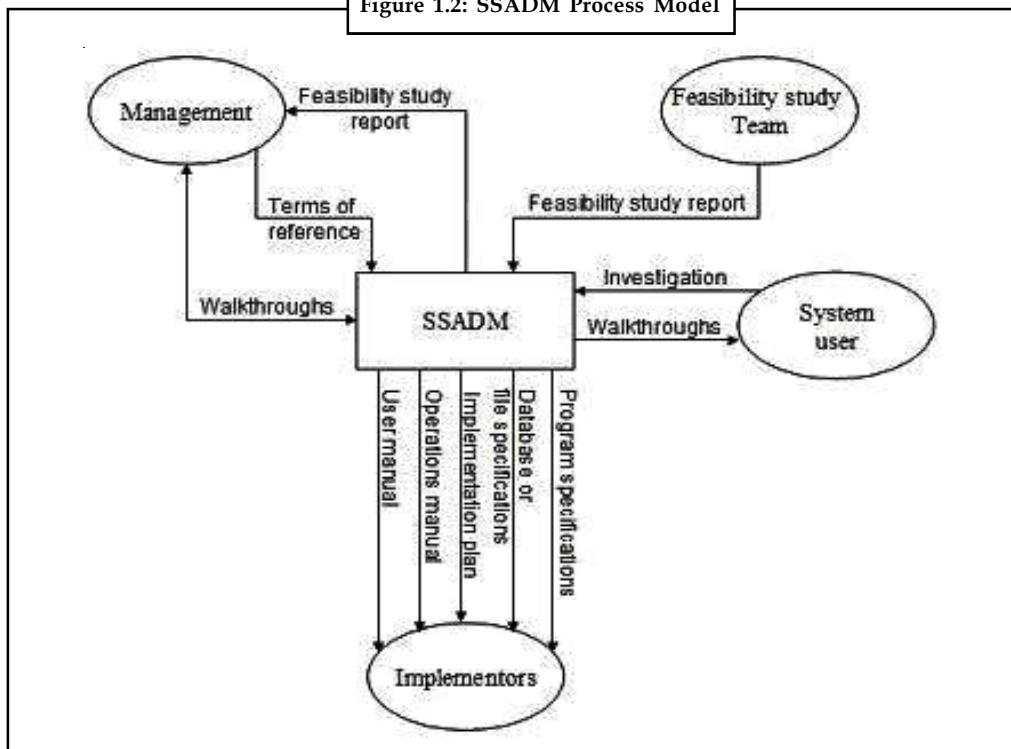 Figure 1.2: SSADM Process Model
Management
Feasibility study
report
Feasibility study
Team
Terms of
reference
Feasibility study report
Walkthroughs
SSADM
Investigation
Walkthroughs
System
user
User manual
Operations manual
Implementation plan
Database or
file specifications
Program specifications
Implementors